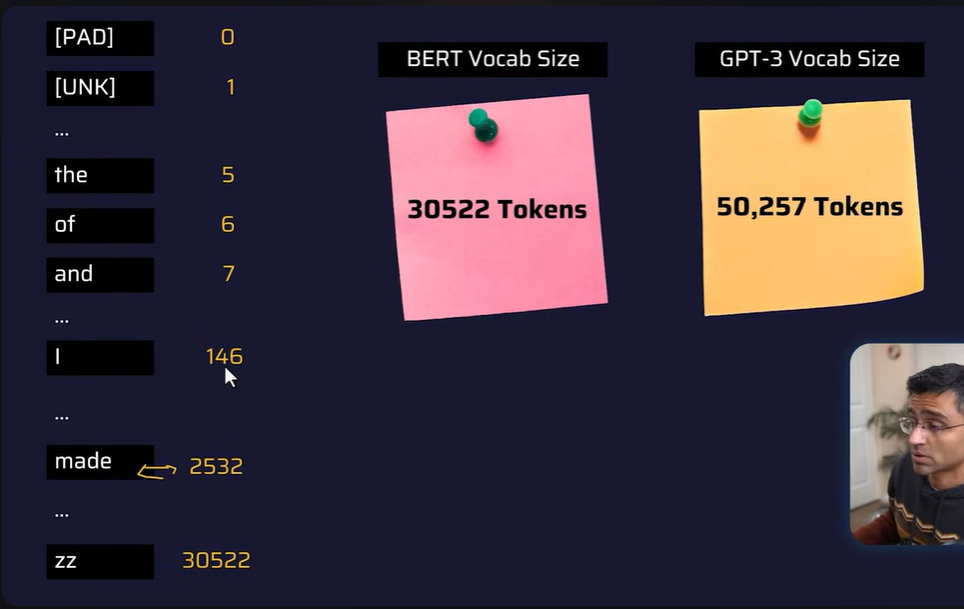 [PAD] 0
[UNK] 1
...
the 5
of 6
and 7
...
I 146
...
made 2532
...
zz 30522
BERT Vocab Size
30522 Tokens
GPT-3 Vocab Size
50,257 Tokens